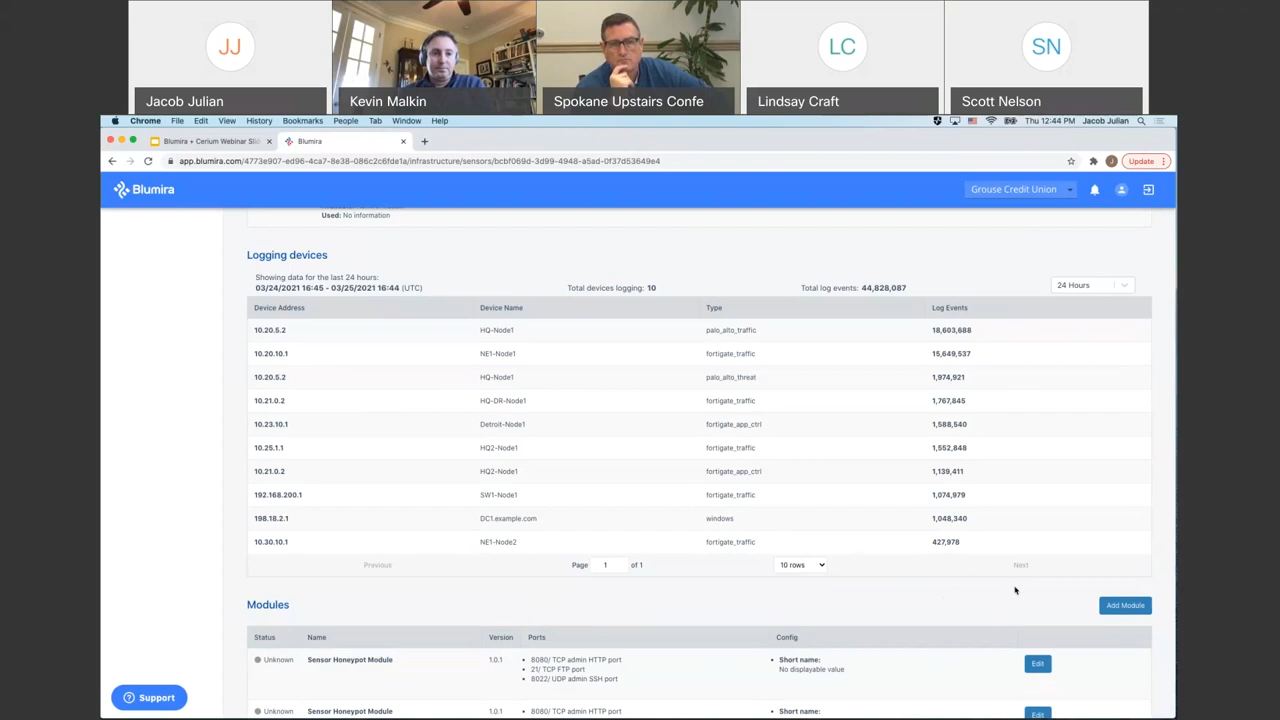 JJ
LC
SN
Jacob Julian
Kevin Malkin
Spokane Upstairs Confe
Lindsay Craft
Scott Nelson
Chrome File Edit View History Bookmarks People Tab Window Help
Thu 12:44 PM Jacob Julian
Blumira + Cerium Webinar Slid
Blumira
app.blumira.com/4773e907-ed96-4ca7-8e38-086c2c6fde1a/infrastructure/sensors/bcbf069d-3d99-4948-a5ad-0f37d53649e4
J
Update
Blumira
Grouse Credit Union
Used: No information
Logging devices
Showing data for the last 24 hours:
03/24/2021 16:45 - 03/25/2021 16:44 (UTC)
Total devices logging: 10
Total log events: 44,828,087
24 Hours
Device Address Device Name Type Log Events
10.20.5.2 HQ-Node1 palo_alto_traffic 18,603,688
10.20.10.1 NE1-Node1 fortigate_traffic 15,649,537
10.20.5.2 HQ-Node1 palo_alto_threat 1,974,921
10.21.0.2 HQ-DR-Node1 fortigate_traffic 1,767,845
10.23.10.1 Detroit-Node1 fortigate_app_ctrl 1,588,540
10.25.1.1 HQ2-Node1 fortigate_traffic 1,552,848
10.21.0.2 HQ2-Node1 fortigate_app_ctrl 1,139,411
192.168.200.1 SW1-Node1 fortigate_traffic 1,074,979
198.18.2.1 DC1.example.com windows 1,048,340
10.30.10.1 NE1-Node2 fortigate_traffic 427,978
Previous Page 1 of 1 10 rows Next
Modules
Add Module
Status Name Version Ports Config
Unknown Sensor Honeypot Module 1.0.1 • 8080/ TCP admin HTTP port • Short name:
• 21/ TCP FTP port No displayable value
• 8022/ UDP admin SSH port
Edit
Unknown Sensor Honeypot Module 1.0.1 • 8080/ TCP admin HTTP port • Short name:
Edit
Support